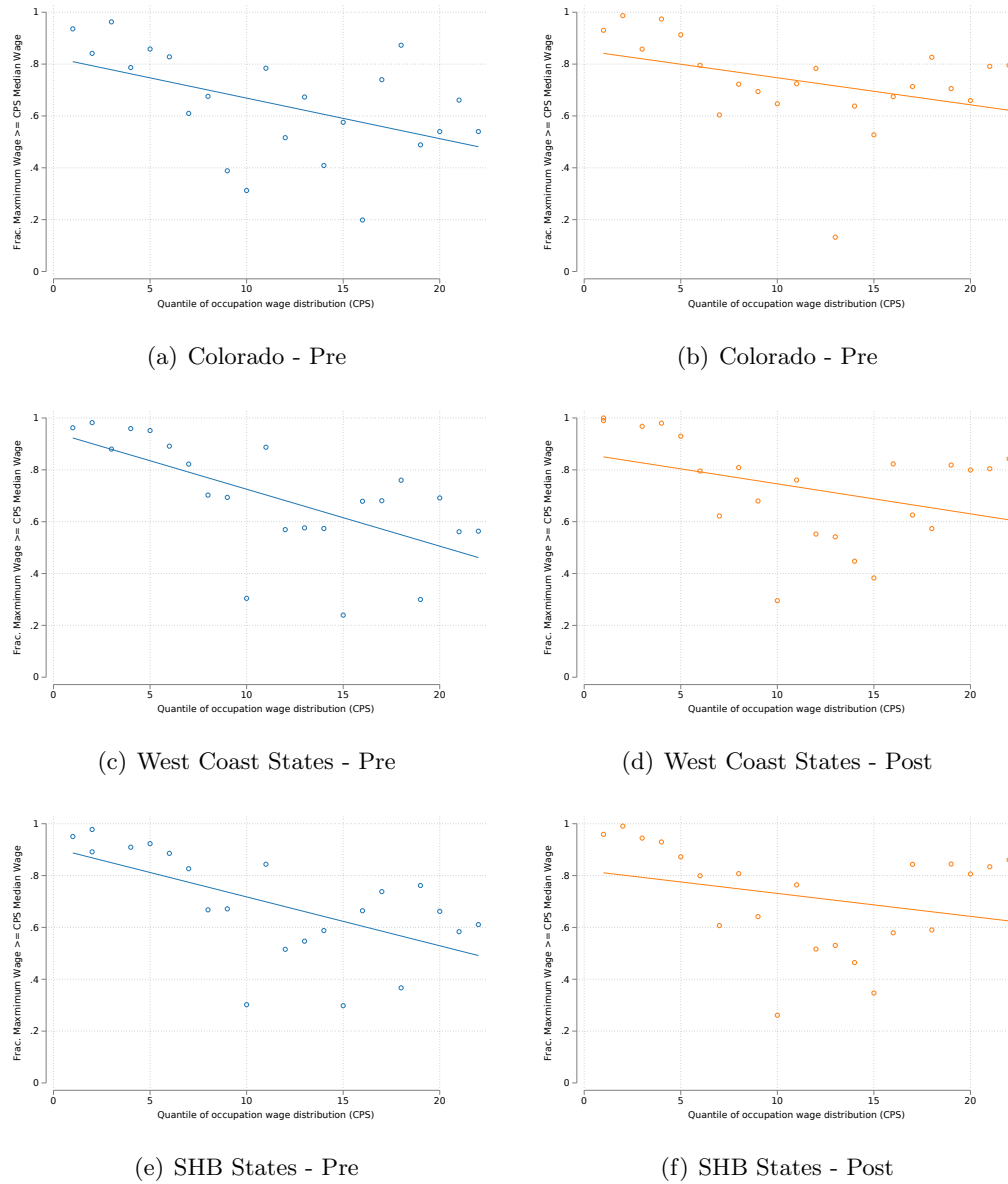 Frac. Maxmimum Wage >= CPS Median Wage
1
.8
.6
.4
.2
0
0 5 10 15 20
Quantile of occupation wage distribution (CPS)
(a) Colorado - Pre
Frac. Maxmimum Wage >= CPS Median Wage
1
.8
.6
.4
.2
0
0 5 10 15 20
Quantile of occupation wage distribution (CPS)
(b) Colorado - Pre
Frac. Maxmimum Wage >= CPS Median Wage
1
.8
.6
.4
.2
0
0 5 10 15 20
Quantile of occupation wage distribution (CPS)
(c) West Coast States - Pre
Frac. Maxmimum Wage >= CPS Median Wage
1
.8
.6
.4
.2
0
0 5 10 15 20
Quantile of occupation wage distribution (CPS)
(d) West Coast States - Post
Frac. Maxmimum Wage >= CPS Median Wage
1
.8
.6
.4
.2
0
0 5 10 15 20
Quantile of occupation wage distribution (CPS)
(e) SHB States - Pre
Frac. Maxmimum Wage >= CPS Median Wage
1
.8
.6
.4
.2
0
0 5 10 15 20
Quantile of occupation wage distribution (CPS)
(f) SHB States - Post